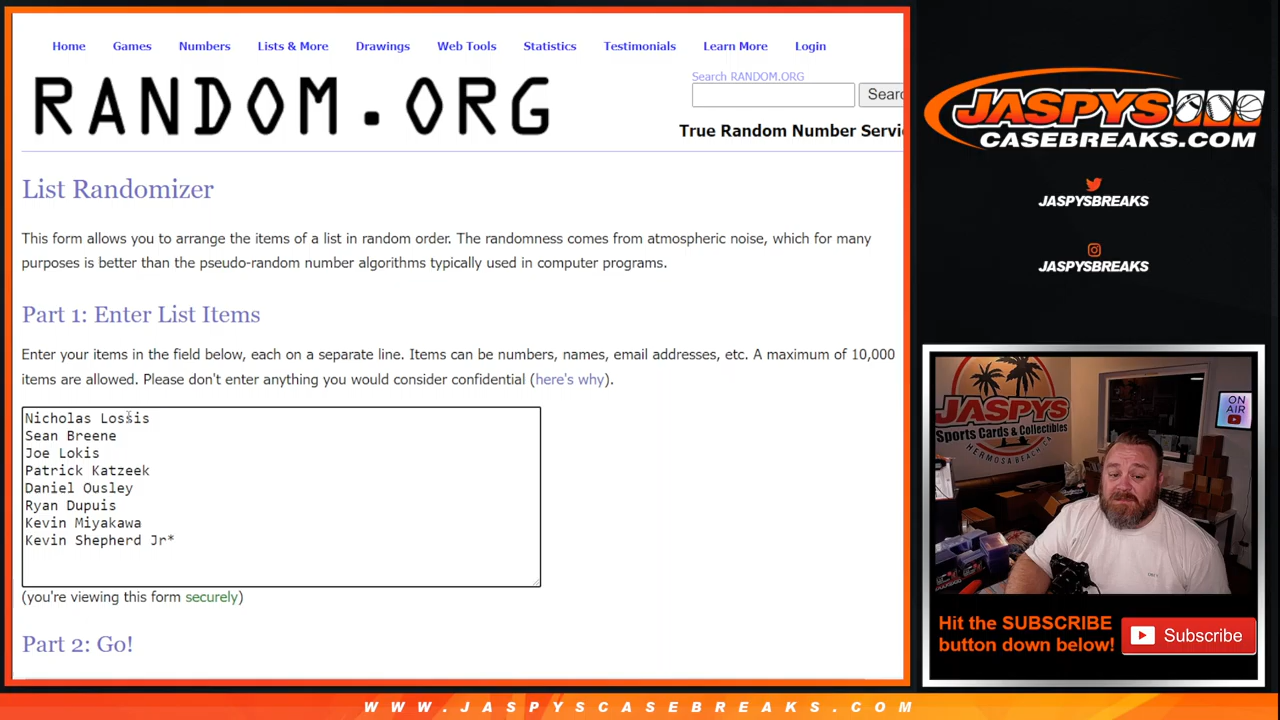 Home Games Numbers Lists & More Drawings Web Tools Statistics Testimonials Learn More Login
RANDOM.ORG
Search RANDOM.ORG
Searc
True Random Number Servi
List Randomizer
This form allows you to arrange the items of a list in random order. The randomness comes from atmospheric noise, which for many
purposes is better than the pseudo-random number algorithms typically used in computer programs.
Part 1: Enter List Items
Enter your items in the field below, each on a separate line. Items can be numbers, names, email addresses, etc. A maximum of 10,000
items are allowed. Please don't enter anything you would consider confidential (here's why).
Nicholas Lossis
Sean Breene
Joe Lokis
Patrick Katzeek
Daniel Ousley
Ryan Dupuis
Kevin Miyakawa
Kevin Shepherd Jr*
(you're viewing this form securely)
Part 2: Go!
JASPYS
CASEBREAKS.COM
JASPYSBREAKS
JASPYSBREAKS
JASPYS
Sports Cards & Collectibles
HERMOSA BEACH, CA
ON
AIR
Hit the SUBSCRIBE
button down below!
Subscribe
WWW.JASPYSCASEBREAKS.COM